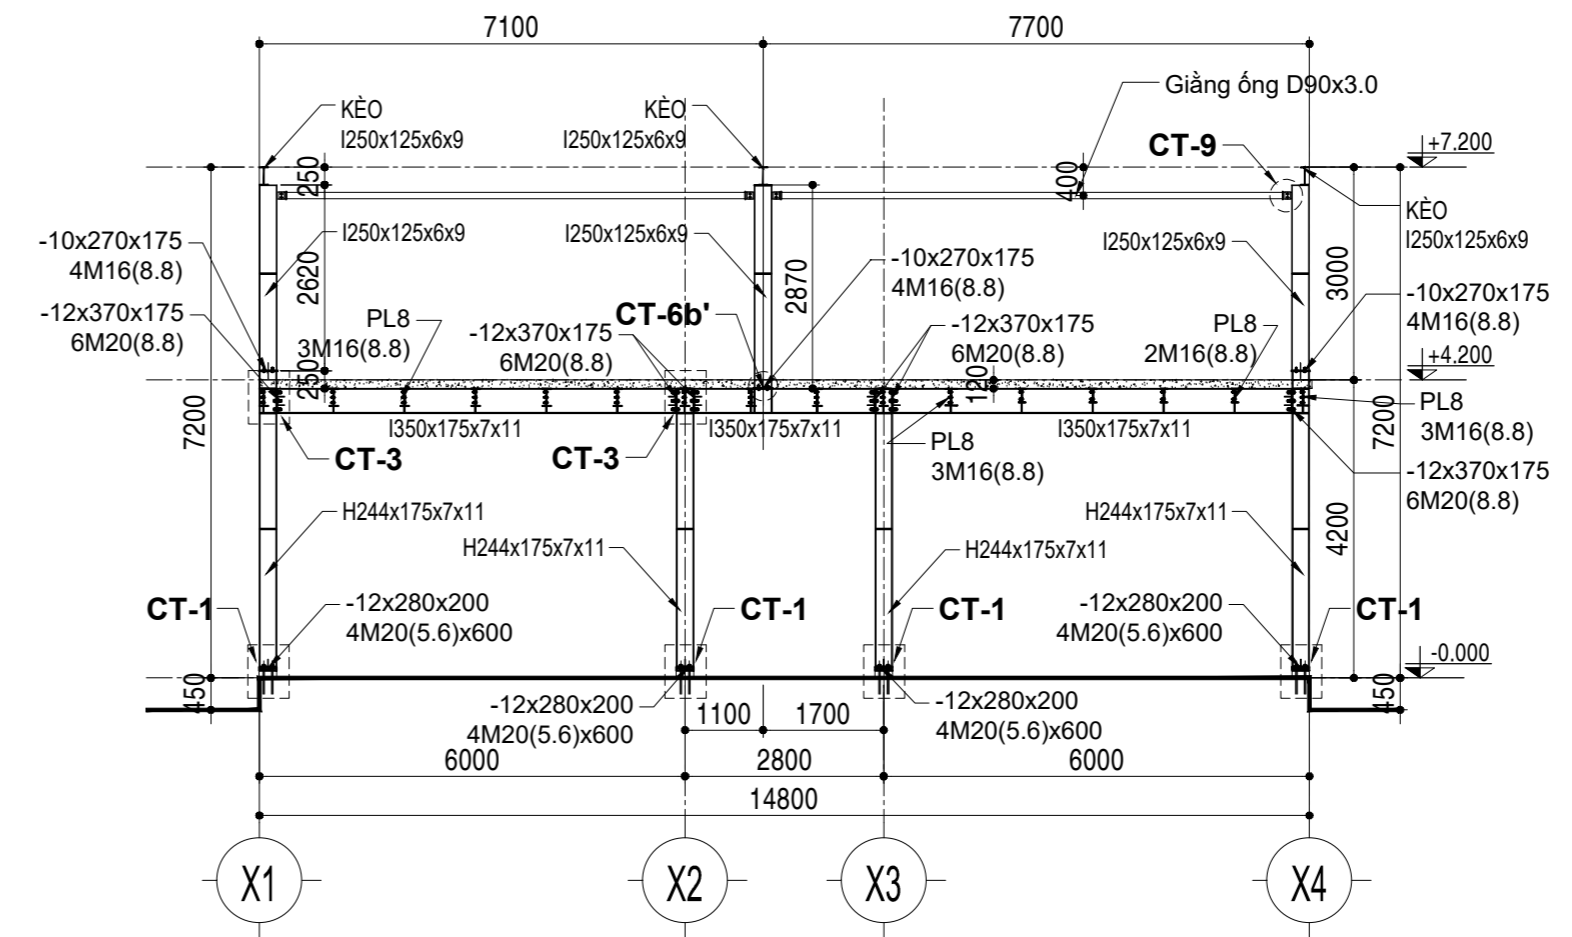 7100
7700
Giằng ống D90x3.0
KÈO
I250x125x6x9
KÈO
I250x125x6x9
CT-9
+7.200
250
400
KÈO
I250x125x6x9
-10x270x175
4M16(8.8)
I250x125x6x9
I250x125x6x9
I250x125x6x9
2620
2870
3000
-10x270x175
4M16(8.8)
-10x270x175
4M16(8.8)
-12x370x175
6M20(8.8)
PL8
3M16(8.8)
-12x370x175
6M20(8.8)
CT-6b'
-12x370x175
6M20(8.8)
PL8
2M16(8.8)
+4.200
250
120
7200
7200
I350x175x7x11
I350x175x7x11
I350x175x7x11
PL8
3M16(8.8)
CT-3
CT-3
PL8
3M16(8.8)
-12x370x175
6M20(8.8)
H244x175x7x11
H244x175x7x11
H244x175x7x11
H244x175x7x11
4200
CT-1
-12x280x200
4M20(5.6)x600
CT-1
CT-1
-12x280x200
4M20(5.6)x600
CT-1
-0.000
450
450
-12x280x200
4M20(5.6)x600
1100
1700
-12x280x200
4M20(5.6)x600
6000
2800
6000
14800
X1
X2
X3
X4